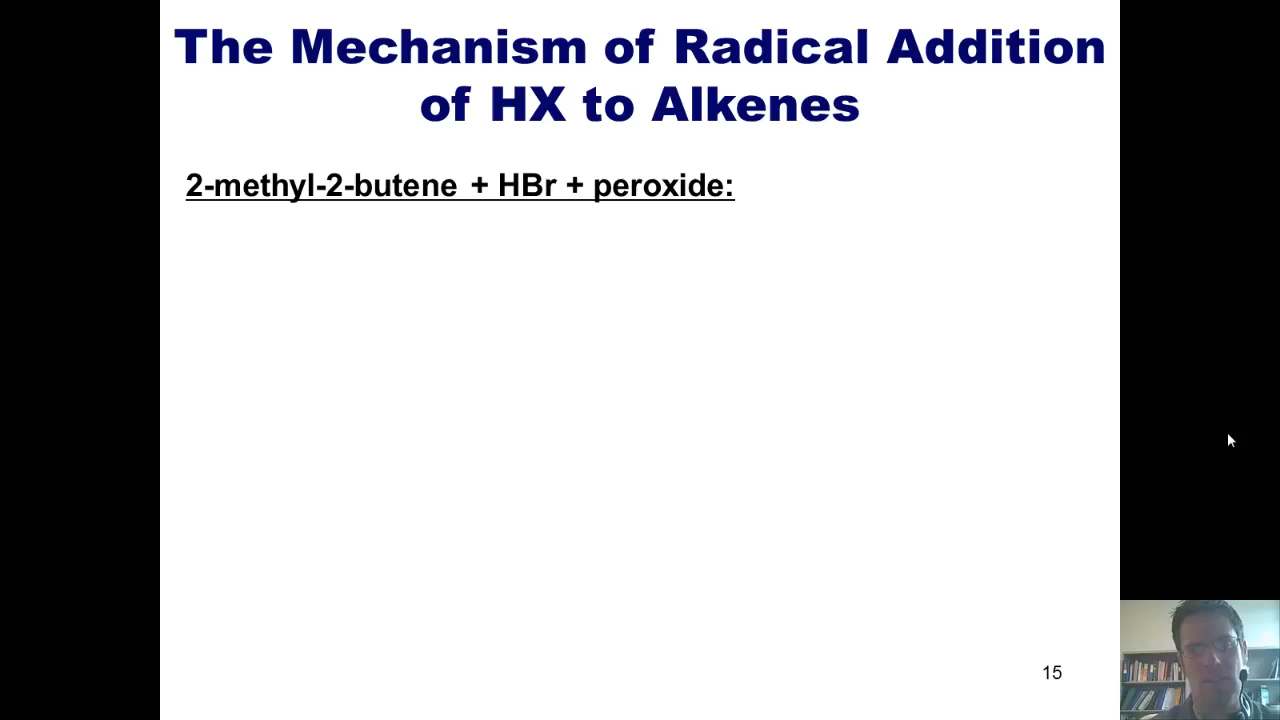 The Mechanism of Radical Addition
of HX to Alkenes
2-methyl-2-butene + HBr + peroxide:
15